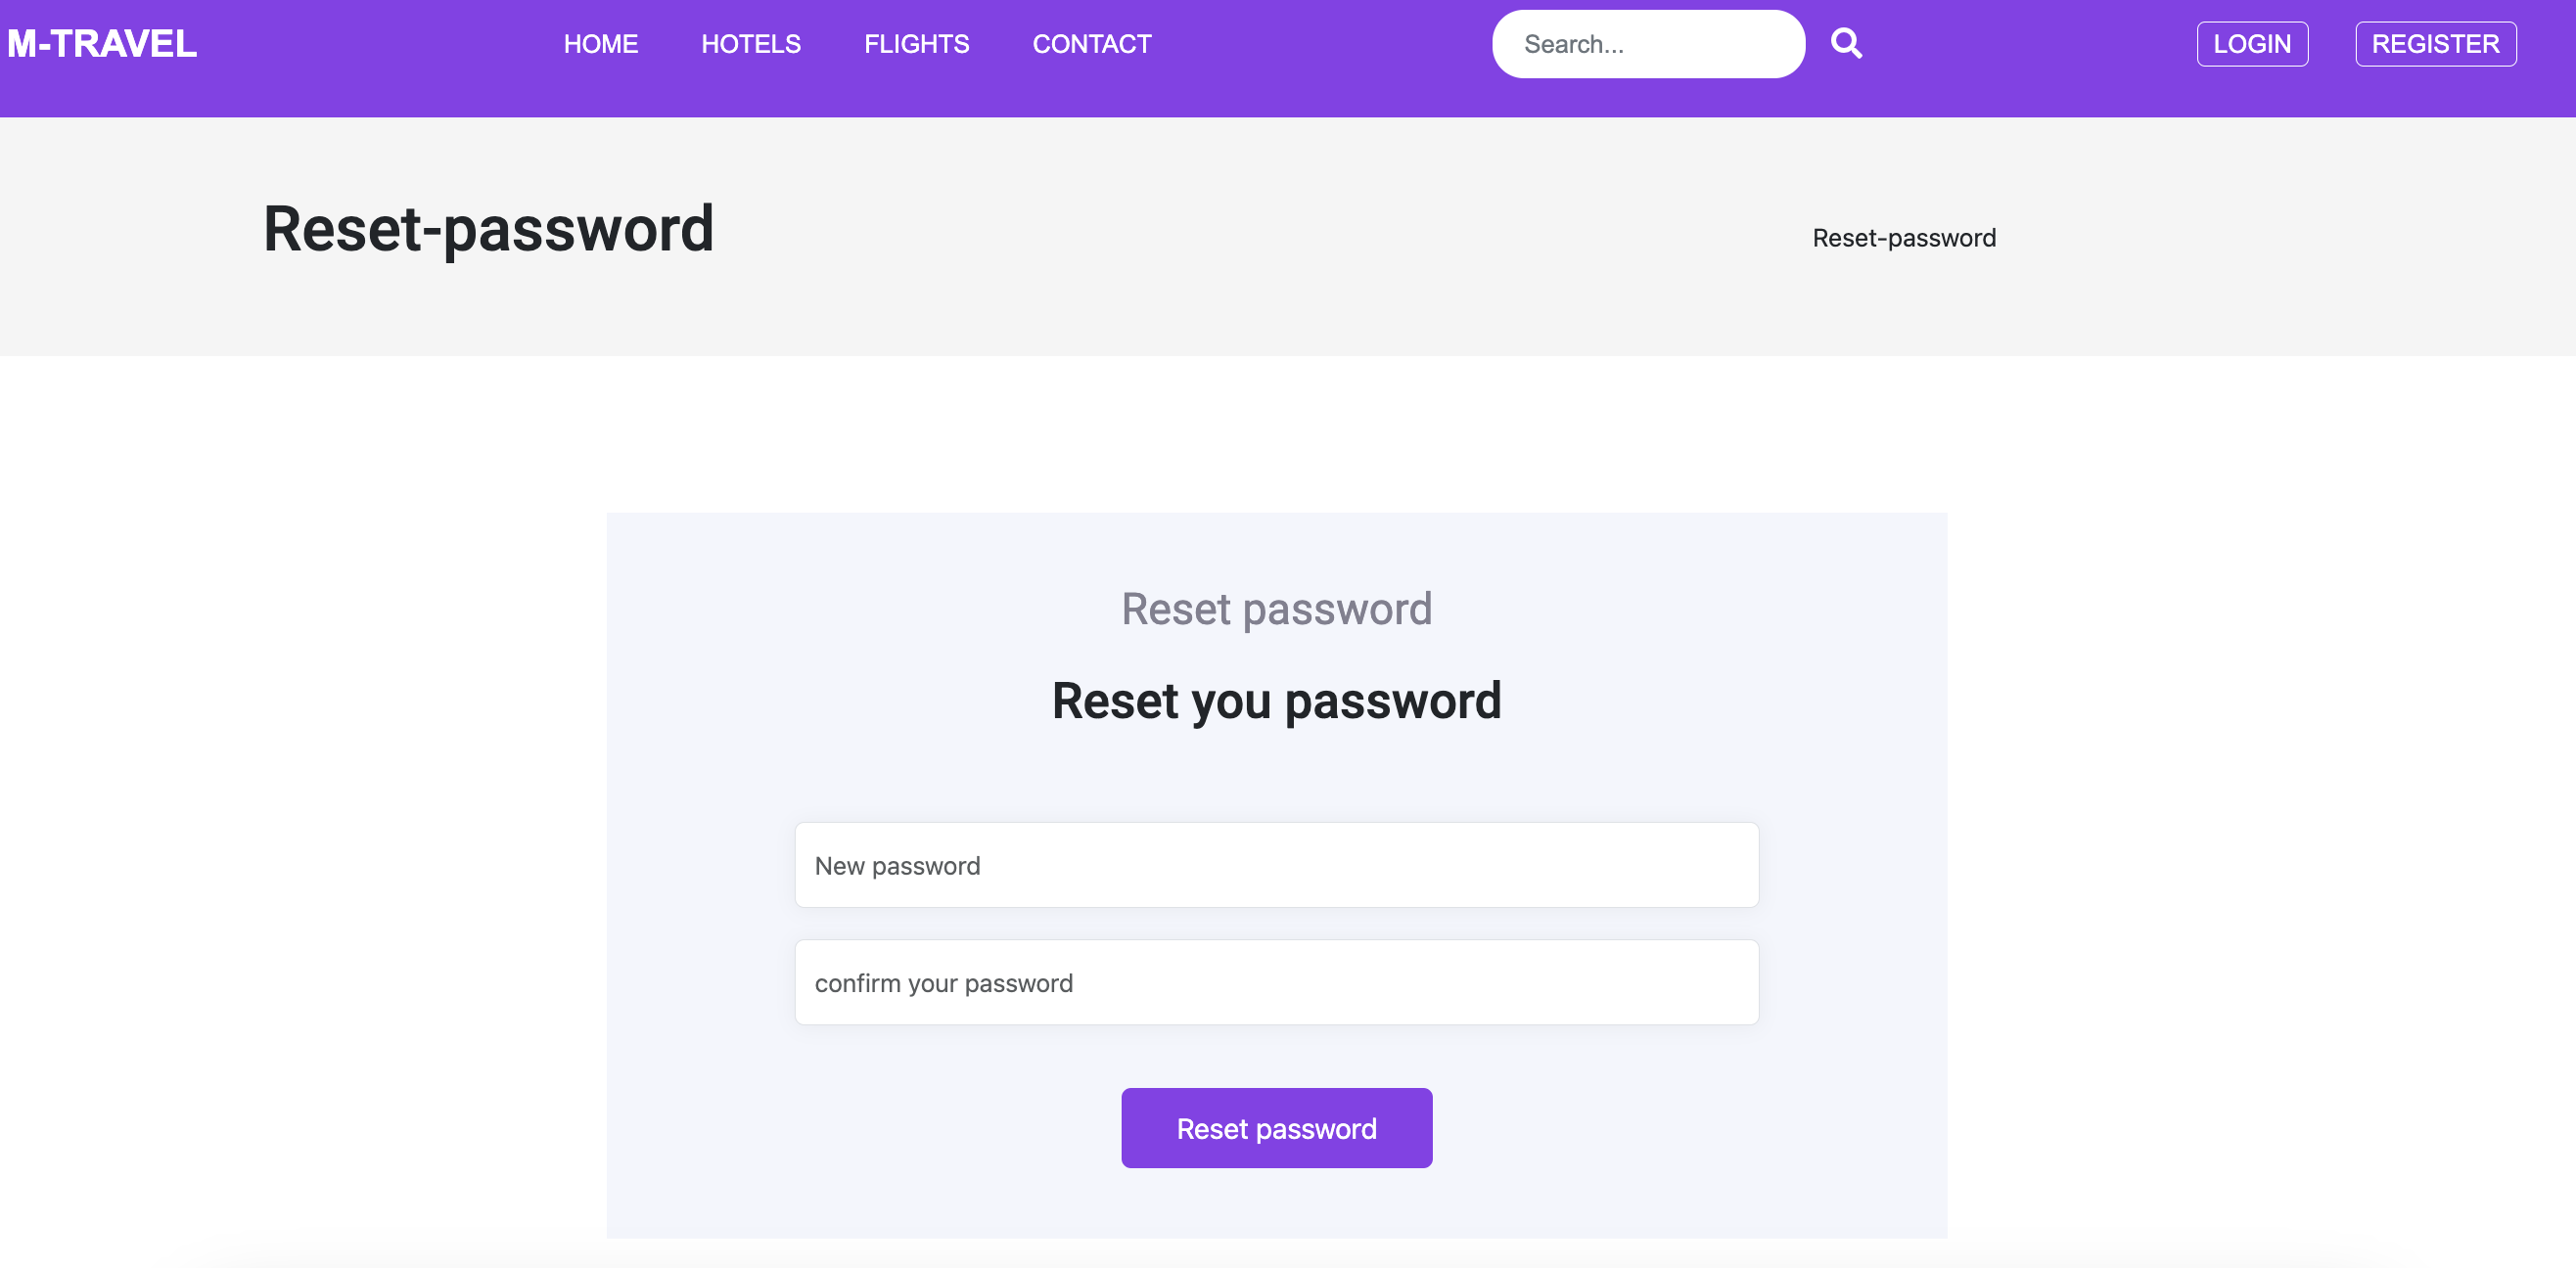 M-TRAVEL HOME HOTELS FLIGHTS CONTACT Search... LOGIN REGISTER
Reset-password Reset-password
Reset password
Reset you password
New password
confirm your password
Reset password